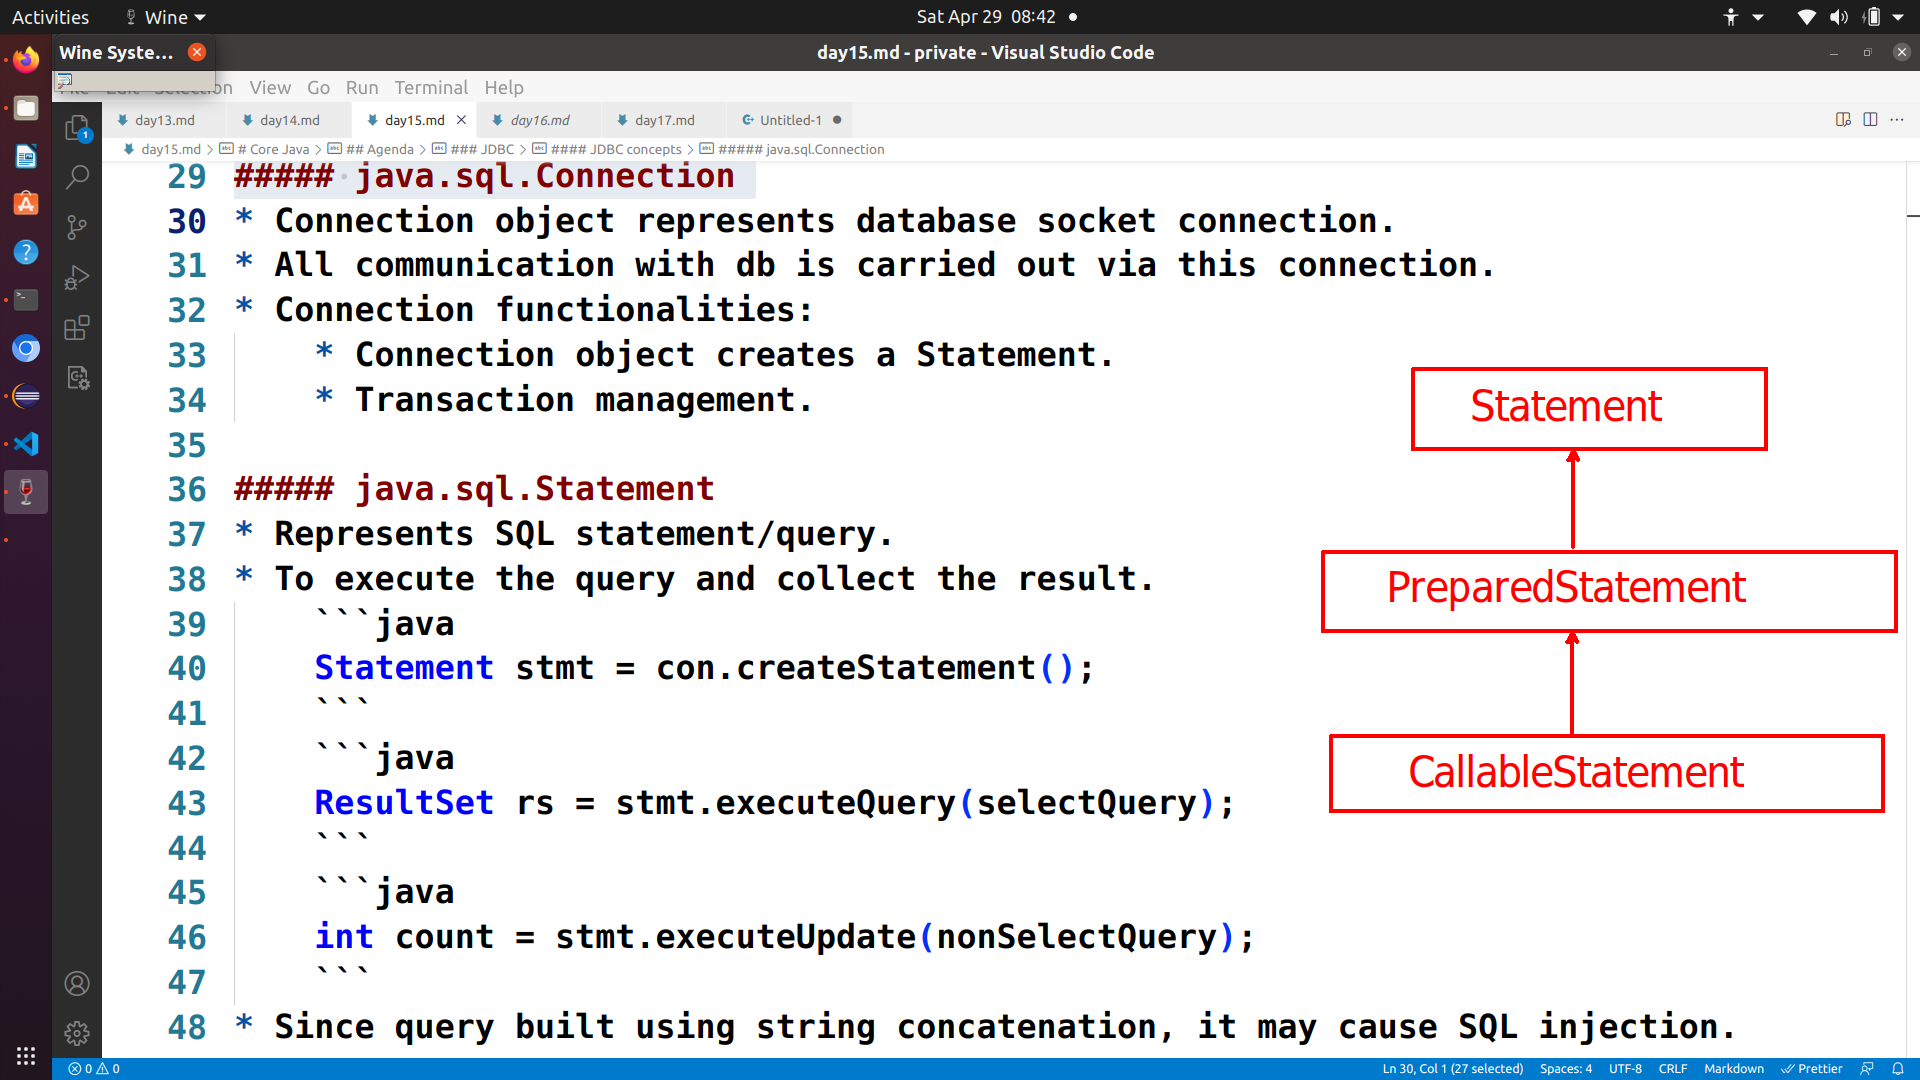 Activities
Wine
Sat Apr 29 08:42
Wine Syste...
day15.md - private - Visual Studio Code
Selection View Go Run Terminal Help
day13.md
day14.md
day15.md
day16.md
day17.md
Untitled-1
day15.md > # Core Java > ## Agenda > ### JDBC > #### JDBC concepts > ##### java.sql.Connection
29 ##### java.sql.Connection
30 * Connection object represents database socket connection.
31 * All communication with db is carried out via this connection.
32 * Connection functionalities:
33 * Connection object creates a Statement.
34 * Transaction management.
35
36 ##### java.sql.Statement
37 * Represents SQL statement/query.
38 * To execute the query and collect the result.
39 ```java
40 Statement stmt = con.createStatement();
41 ```
42 ```java
43 ResultSet rs = stmt.executeQuery(selectQuery);
44 ```
45 ```java
46 int count = stmt.executeUpdate(nonSelectQuery);
47 ```
48 * Since query built using string concatenation, it may cause SQL injection.
Statement
PreparedStatement
CallableStatement
1
0 0
Ln 30, Col 1 (27 selected)
Spaces: 4
UTF-8
CRLF
Markdown
Prettier